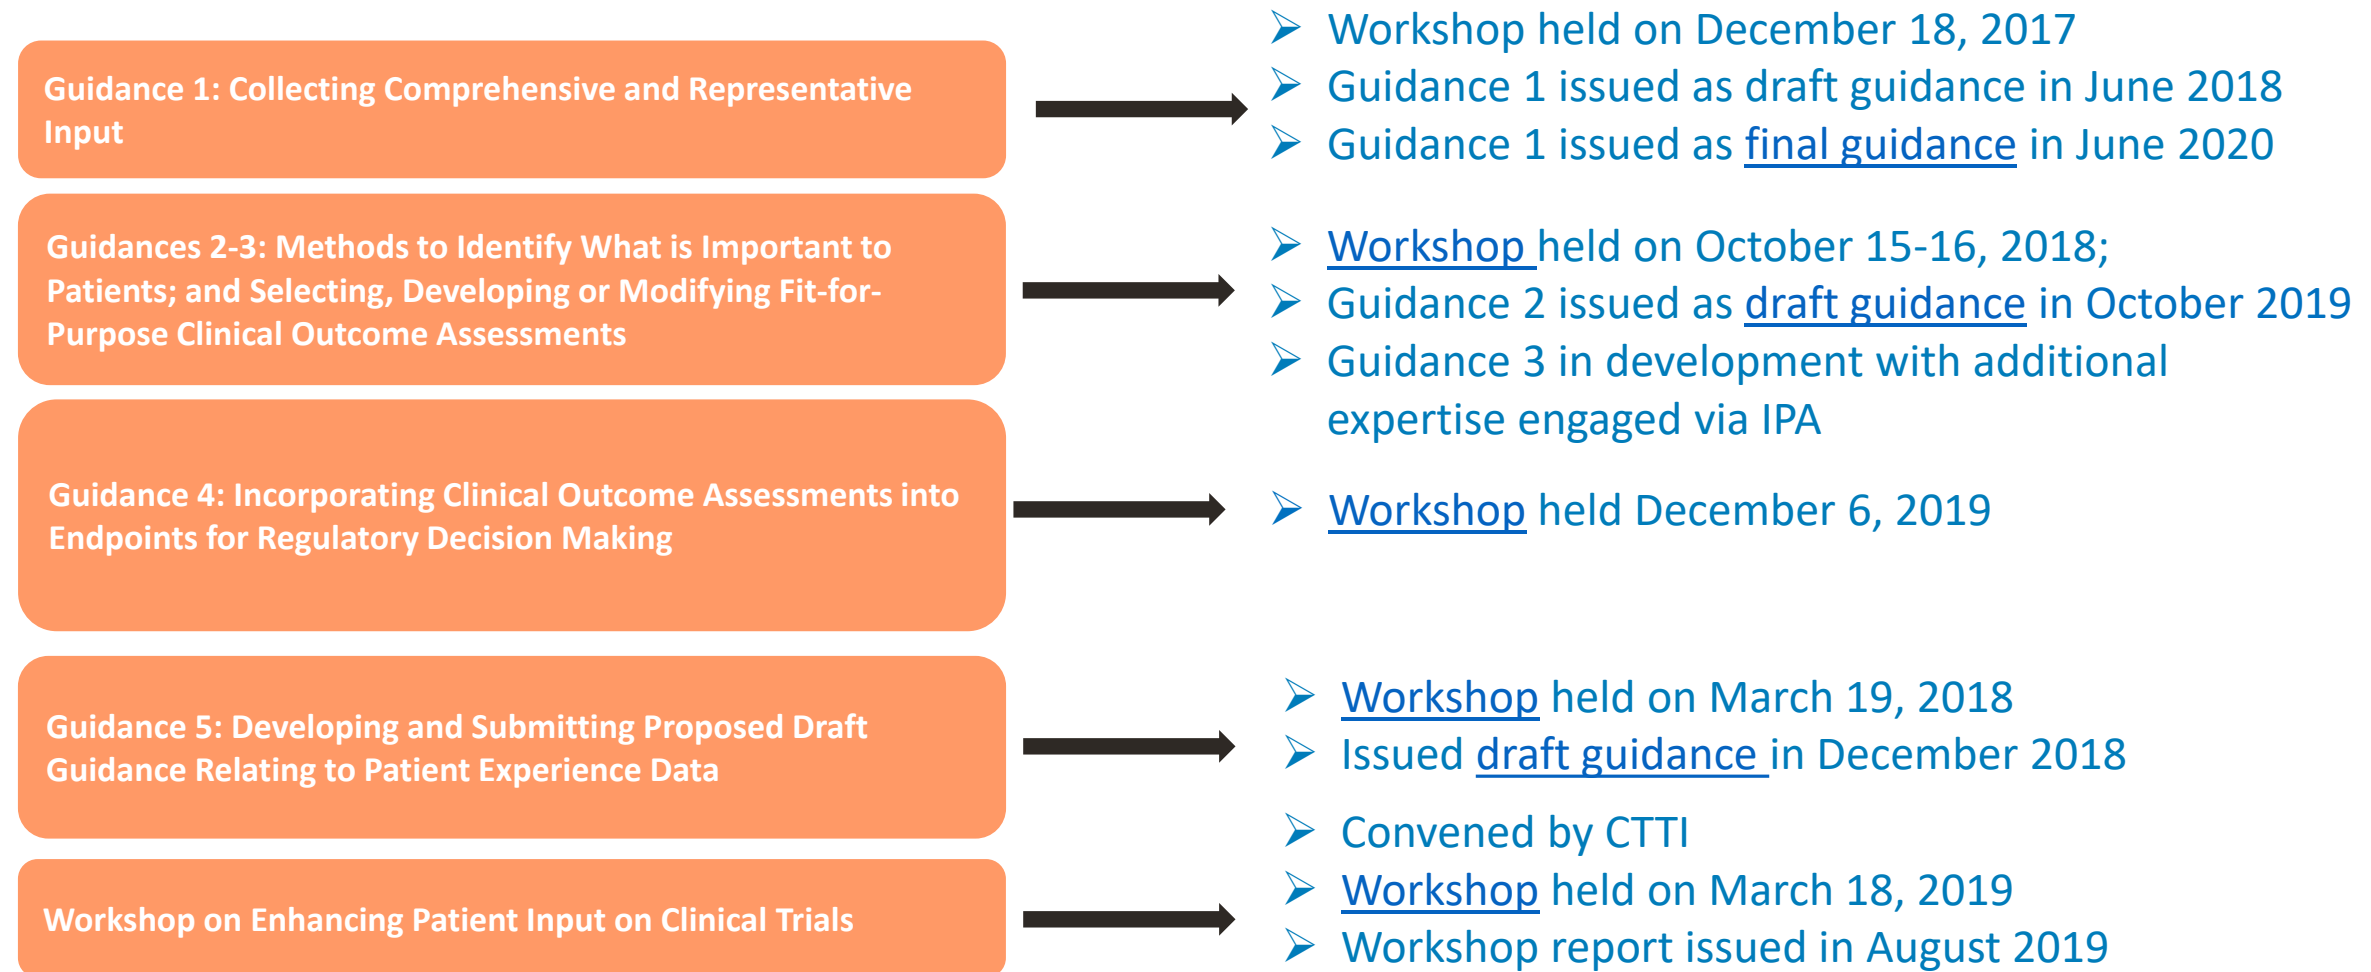 Guidance 1: Collecting Comprehensive and Representative
Input
➢ Workshop held on December 18, 2017
➢ Guidance 1 issued as draft guidance in June 2018
➢ Guidance 1 issued as final guidance in June 2020
Guidances 2-3: Methods to Identify What is Important to
Patients; and Selecting, Developing or Modifying Fit-for-
Purpose Clinical Outcome Assessments
➢ Workshop held on October 15-16, 2018;
➢ Guidance 2 issued as draft guidance in October 2019
➢ Guidance 3 in development with additional
expertise engaged via IPA
Guidance 4: Incorporating Clinical Outcome Assessments into
Endpoints for Regulatory Decision Making
➢ Workshop held December 6, 2019
Guidance 5: Developing and Submitting Proposed Draft
Guidance Relating to Patient Experience Data
➢ Workshop held on March 19, 2018
➢ Issued draft guidance in December 2018
Workshop on Enhancing Patient Input on Clinical Trials
➢ Convened by CTTI
➢ Workshop held on March 18, 2019
➢ Workshop report issued in August 2019